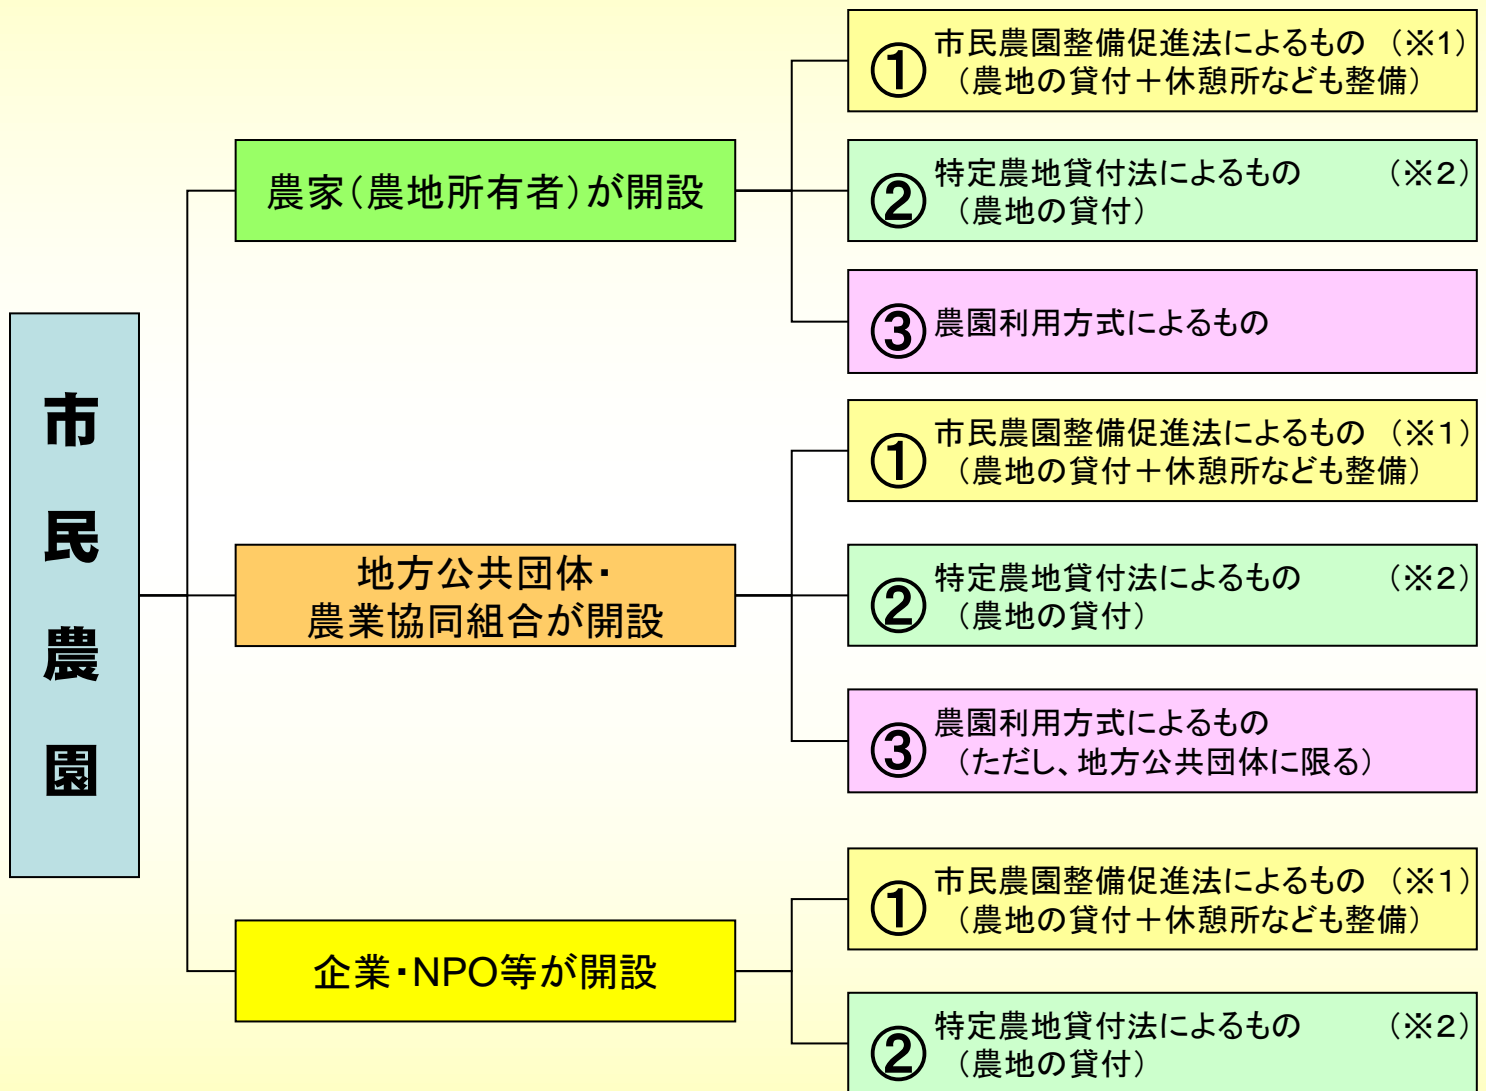 市民農園
農家(農地所有者)が開設
①市民農園整備促進法によるもの (※1)
(農地の貸付+休憩所なども整備)
②特定農地貸付法によるもの (※2)
(農地の貸付)
③農園利用方式によるもの
地方公共団体・
農業協同組合が開設
①市民農園整備促進法によるもの (※1)
(農地の貸付+休憩所なども整備)
②特定農地貸付法によるもの (※2)
(農地の貸付)
③農園利用方式によるもの
(ただし、地方公共団体に限る)
企業・NPO等が開設
①市民農園整備促進法によるもの (※1)
(農地の貸付+休憩所なども整備)
②特定農地貸付法によるもの (※2)
(農地の貸付)